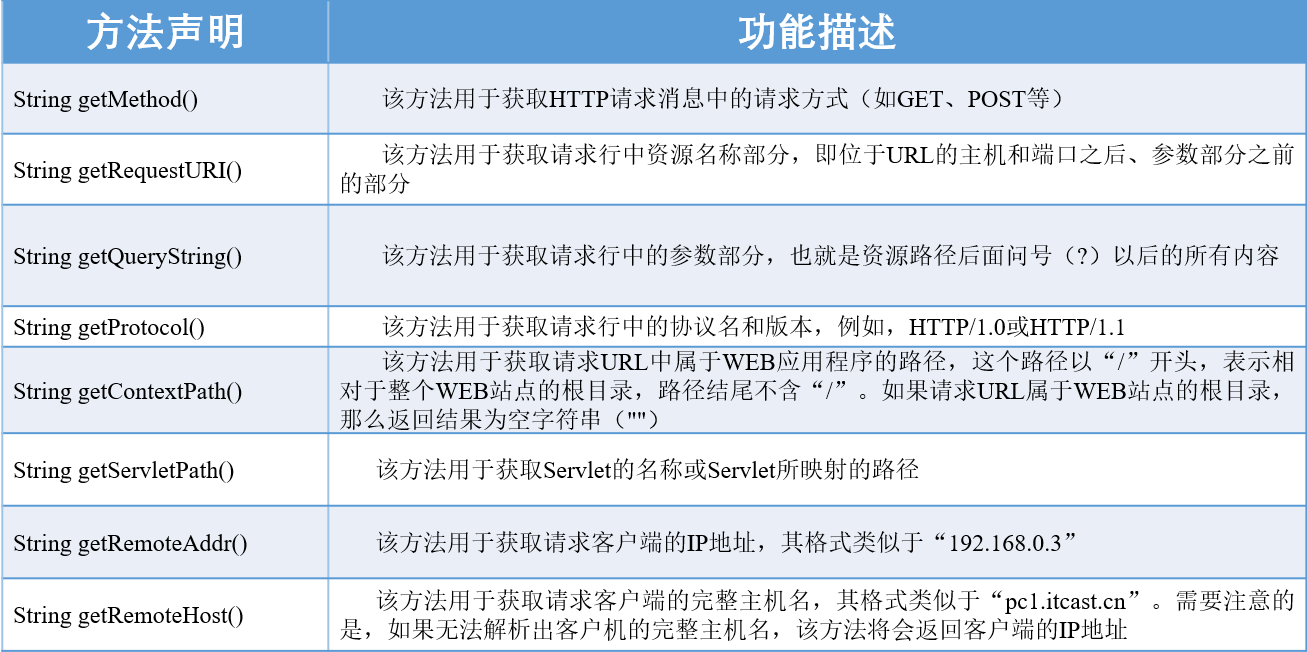 方法声明
功能描述
String getMethod()
该方法用于获取HTTP请求消息中的请求方式（如GET、POST等）
String getRequestURI()
该方法用于获取请求行中资源名称部分，即位于URL的主机和端口之后、参数部分之前
的部分
String getQueryString()
该方法用于获取请求行中的参数部分，也就是资源路径后面问号（?）以后的所有内容
String getProtocol()
该方法用于获取请求行中的协议名和版本，例如，HTTP/1.0或HTTP/1.1
String getContextPath()
该方法用于获取请求URL中属于WEB应用程序的路径，这个路径以“/”开头，表示相
对于整个WEB站点的根目录，路径结尾不含“/”。如果请求URL属于WEB站点的根目录，
那么返回结果为空字符串（""）
String getServletPath()
该方法用于获取Servlet的名称或Servlet所映射的路径
String getRemoteAddr()
该方法用于获取请求客户端的IP地址，其格式类似于“192.168.0.3”
String getRemoteHost()
该方法用于获取请求客户端的完整主机名，其格式类似于“pc1.itcast.cn”。需要注意的
是，如果无法解析出客户机的完整主机名，该方法将会返回客户端的IP地址